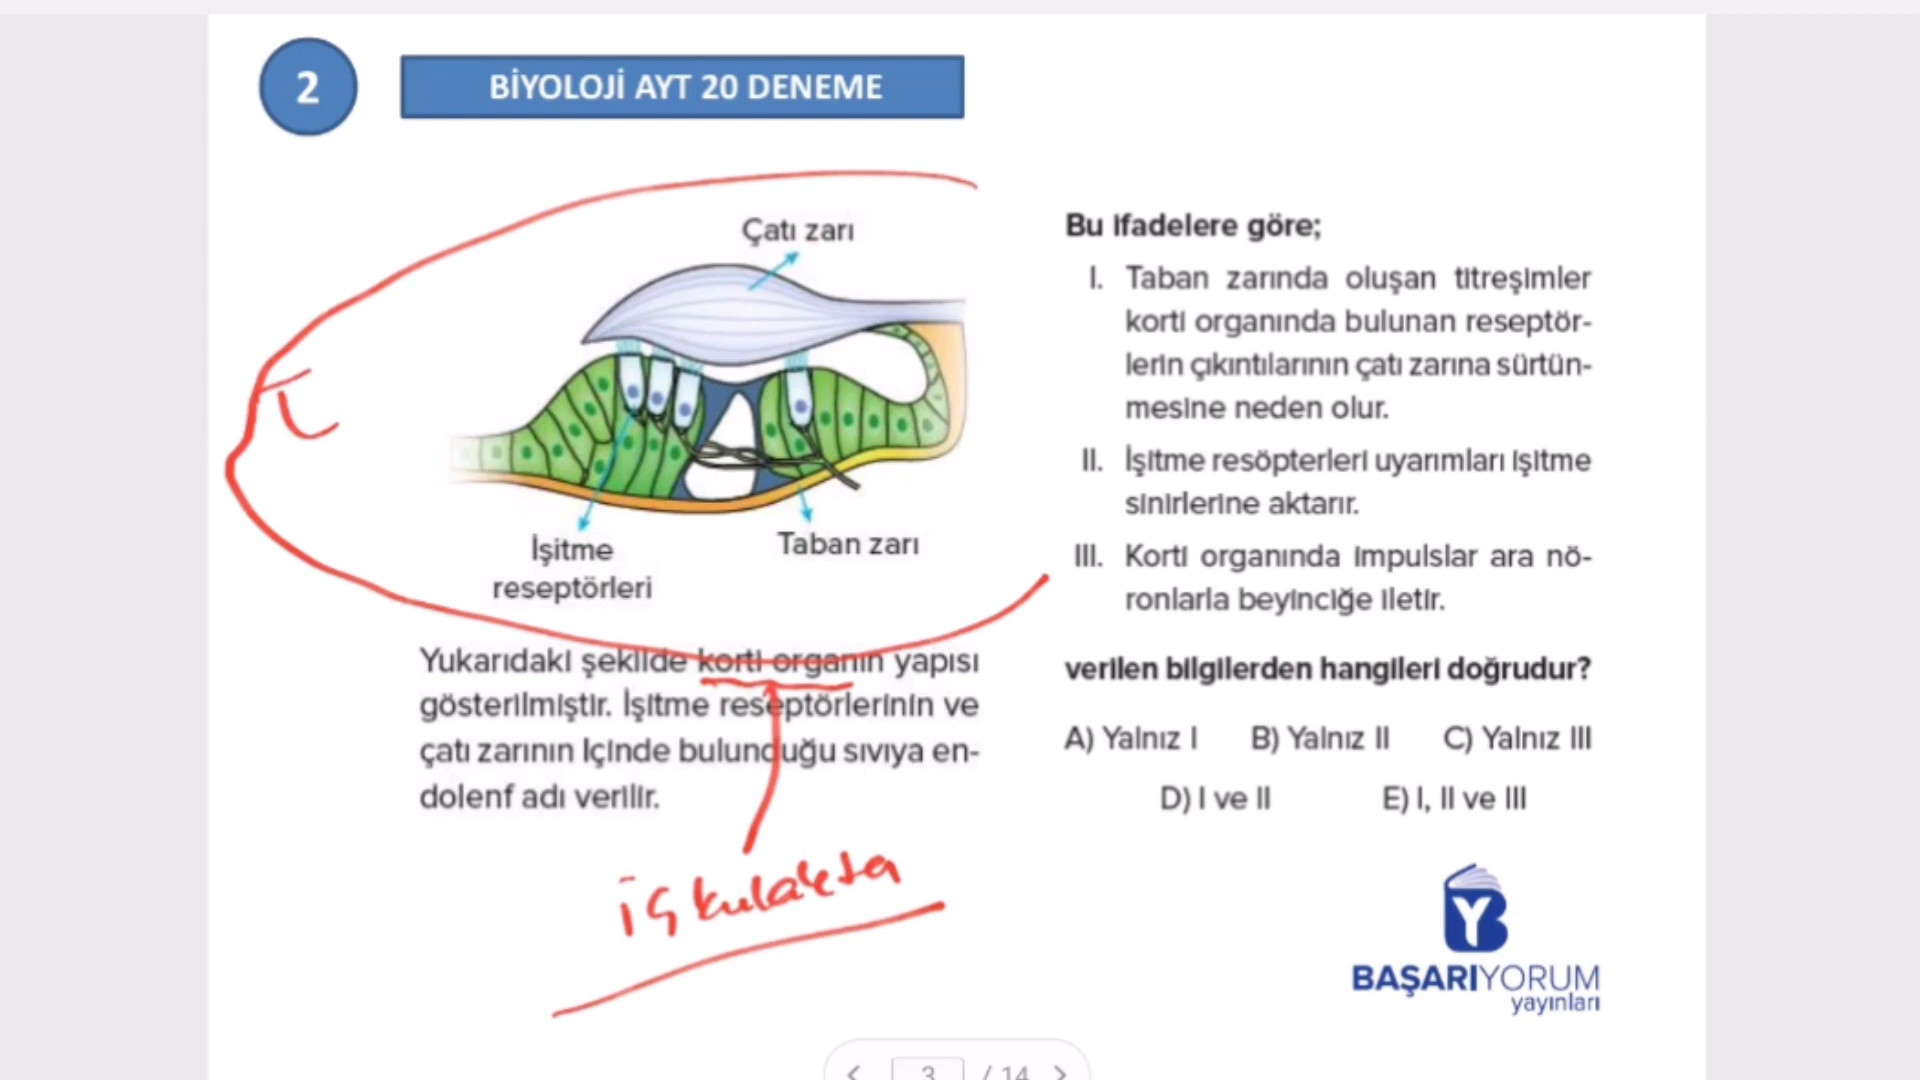 2
BİYOLOJİ AYT 20 DENEME
Çatı zarı
İşitme
reseptörleri
Taban zarı
Yukarıdaki şekilde korti organın yapısı
gösterilmiştir. İşitme reseptörlerinin ve
çatı zarının içinde bulunduğu sıvıya en-
dolenf adı verilir.
iç kulakta
Bu ifadelere göre;
I. Taban zarında oluşan titreşimler
korti organında bulunan reseptör-
lerin çıkıntılarının çatı zarına sürtün-
mesine neden olur.
II. İşitme resöpterleri uyarımları işitme
sinirlerine aktarır.
III. Korti organında impulslar ara nö-
ronlarla beyinciğe iletir.
verilen bilgilerden hangileri doğrudur?
A) Yalnız I B) Yalnız II C) Yalnız III
D) I ve II E) I, II ve III
BAŞARIYORUM
yayınları
3 / 14